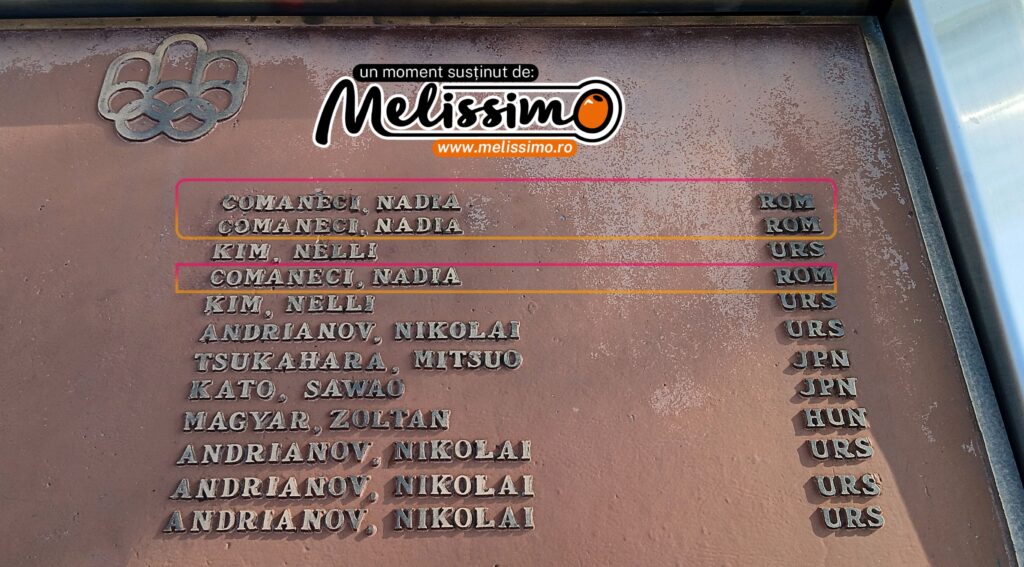 un moment susținut de:
Melissimo
www.melissimo.ro
COMANECI, NADIA ROM
COMANECI, NADIA ROM
KIM, NELLI URS
COMANECI, NADIA ROM
KIM, NELLI URS
ANDRIANOV, NIKOLAI URS
TSUKAHARA, MITSUO JPN
KATO, SAWAO JPN
MAGYAR, ZOLTAN HUN
ANDRIANOV, NIKOLAI URS
ANDRIANOV, NIKOLAI URS
ANDRIANOV, NIKOLAI URS